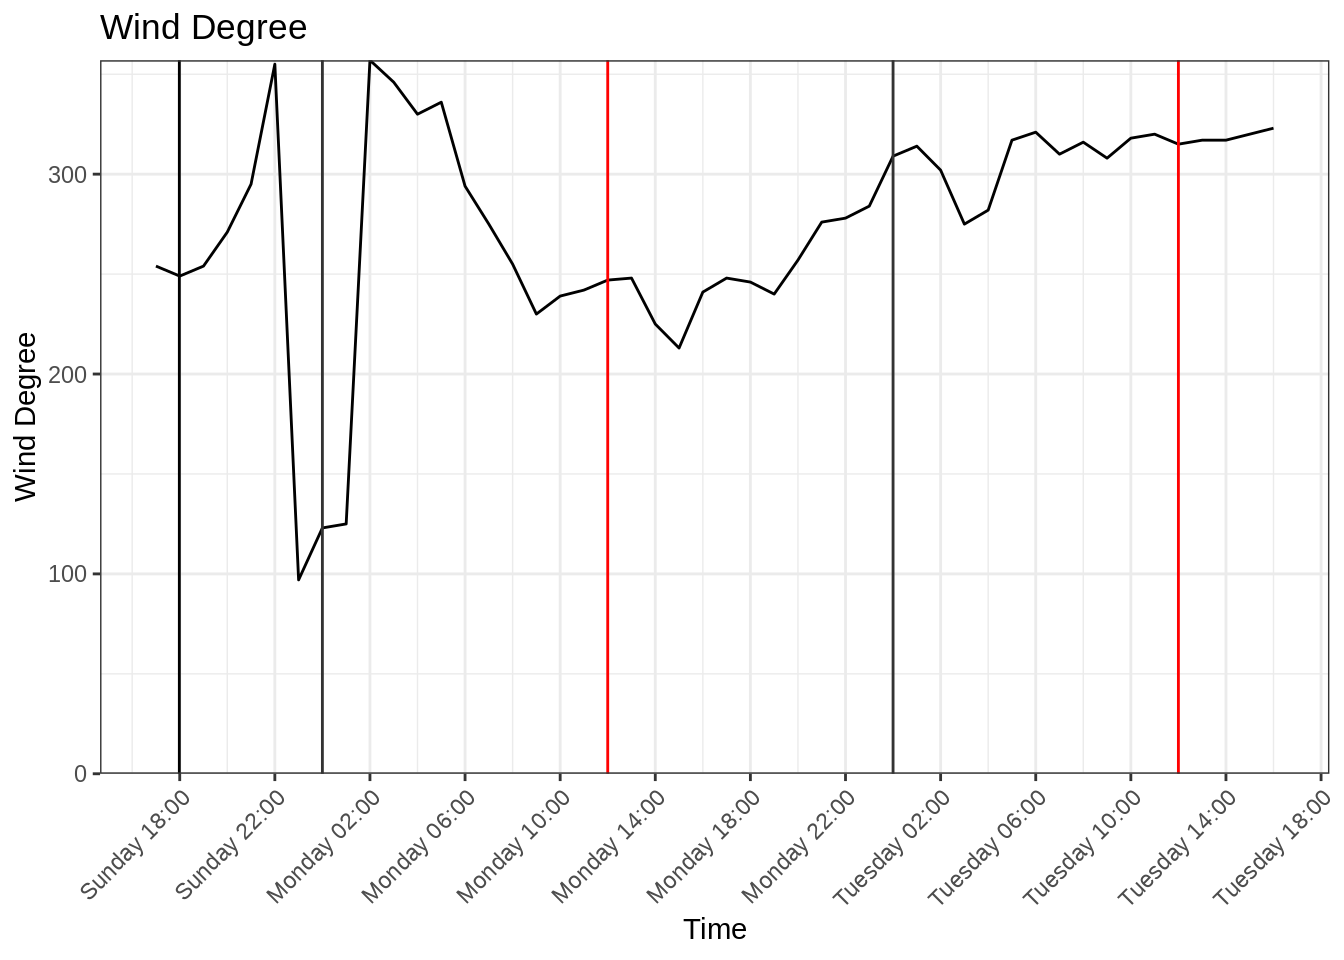 Wind Degree
Wind Degree
300
200
100
0
Sunday 18:00
Sunday 22:00
Monday 02:00
Monday 06:00
Monday 10:00
Monday 14:00
Monday 18:00
Monday 22:00
Tuesday 02:00
Tuesday 06:00
Tuesday 10:00
Tuesday 14:00
Tuesday 18:00
Time